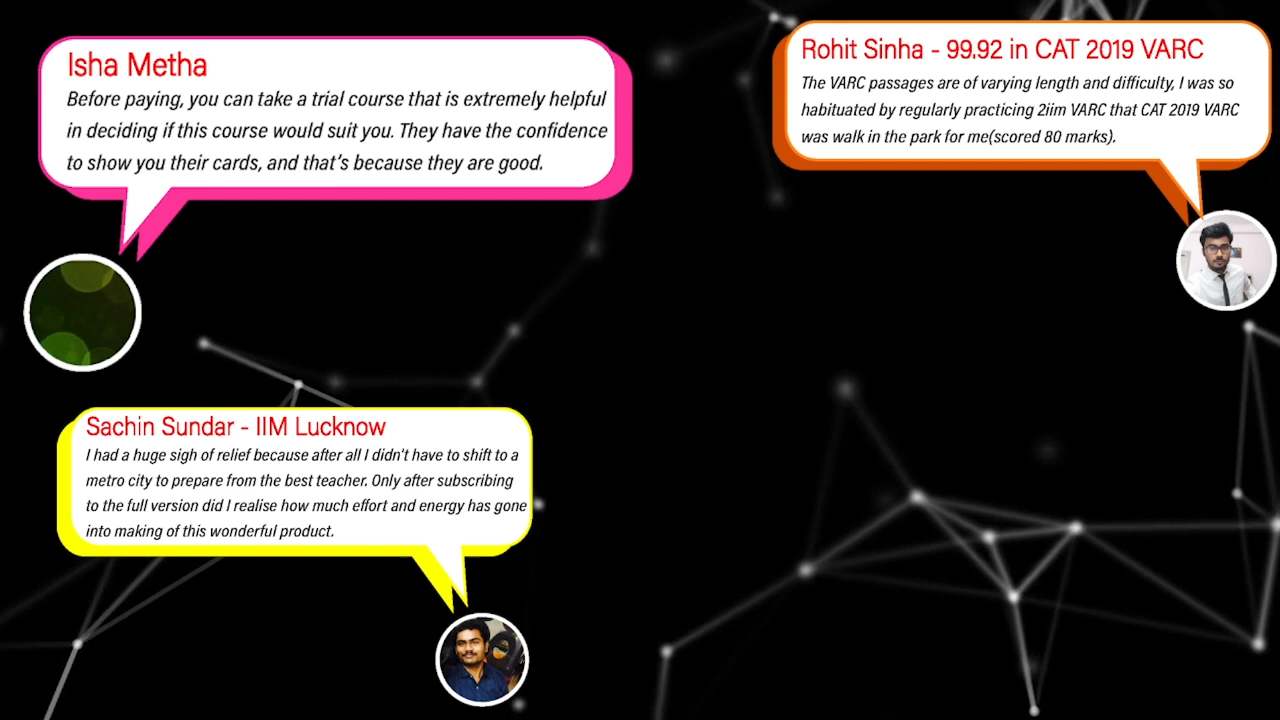 Isha Metha
Before paying, you can take a trial course that is extremely helpful
in deciding if this course would suit you. They have the confidence
to show you their cards, and that's because they are good.
Rohit Sinha - 99.92 in CAT 2019 VARC
The VARC passages are of varying length and difficulty, I was so
habituated by regularly practicing 2iim VARC that CAT 2019 VARC
was walk in the park for me(scored 80 marks).
Sachin Sundar - IIM Lucknow
I had a huge sigh of relief because after all I didn't have to shift to a
metro city to prepare from the best teacher. Only after subscribing
to the full version did I realise how much effort and energy has gone
into making of this wonderful product.